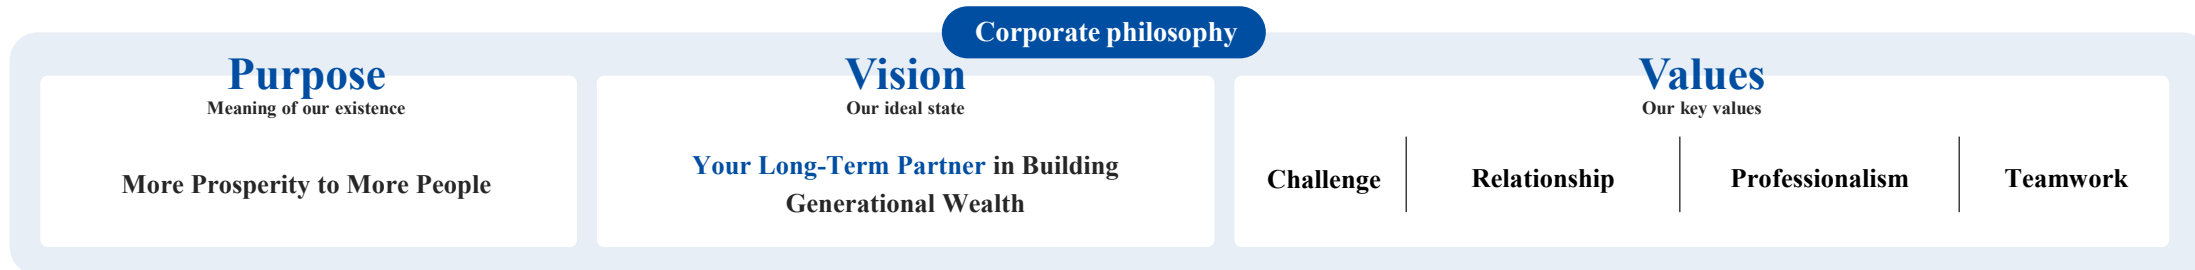 Corporate philosophy
Purpose
Meaning of our existence
More Prosperity to More People
Vision
Our ideal state
Your Long-Term Partner in Building
Generational Wealth
Values
Our key values
Challenge
Relationship
Professionalism
Teamwork